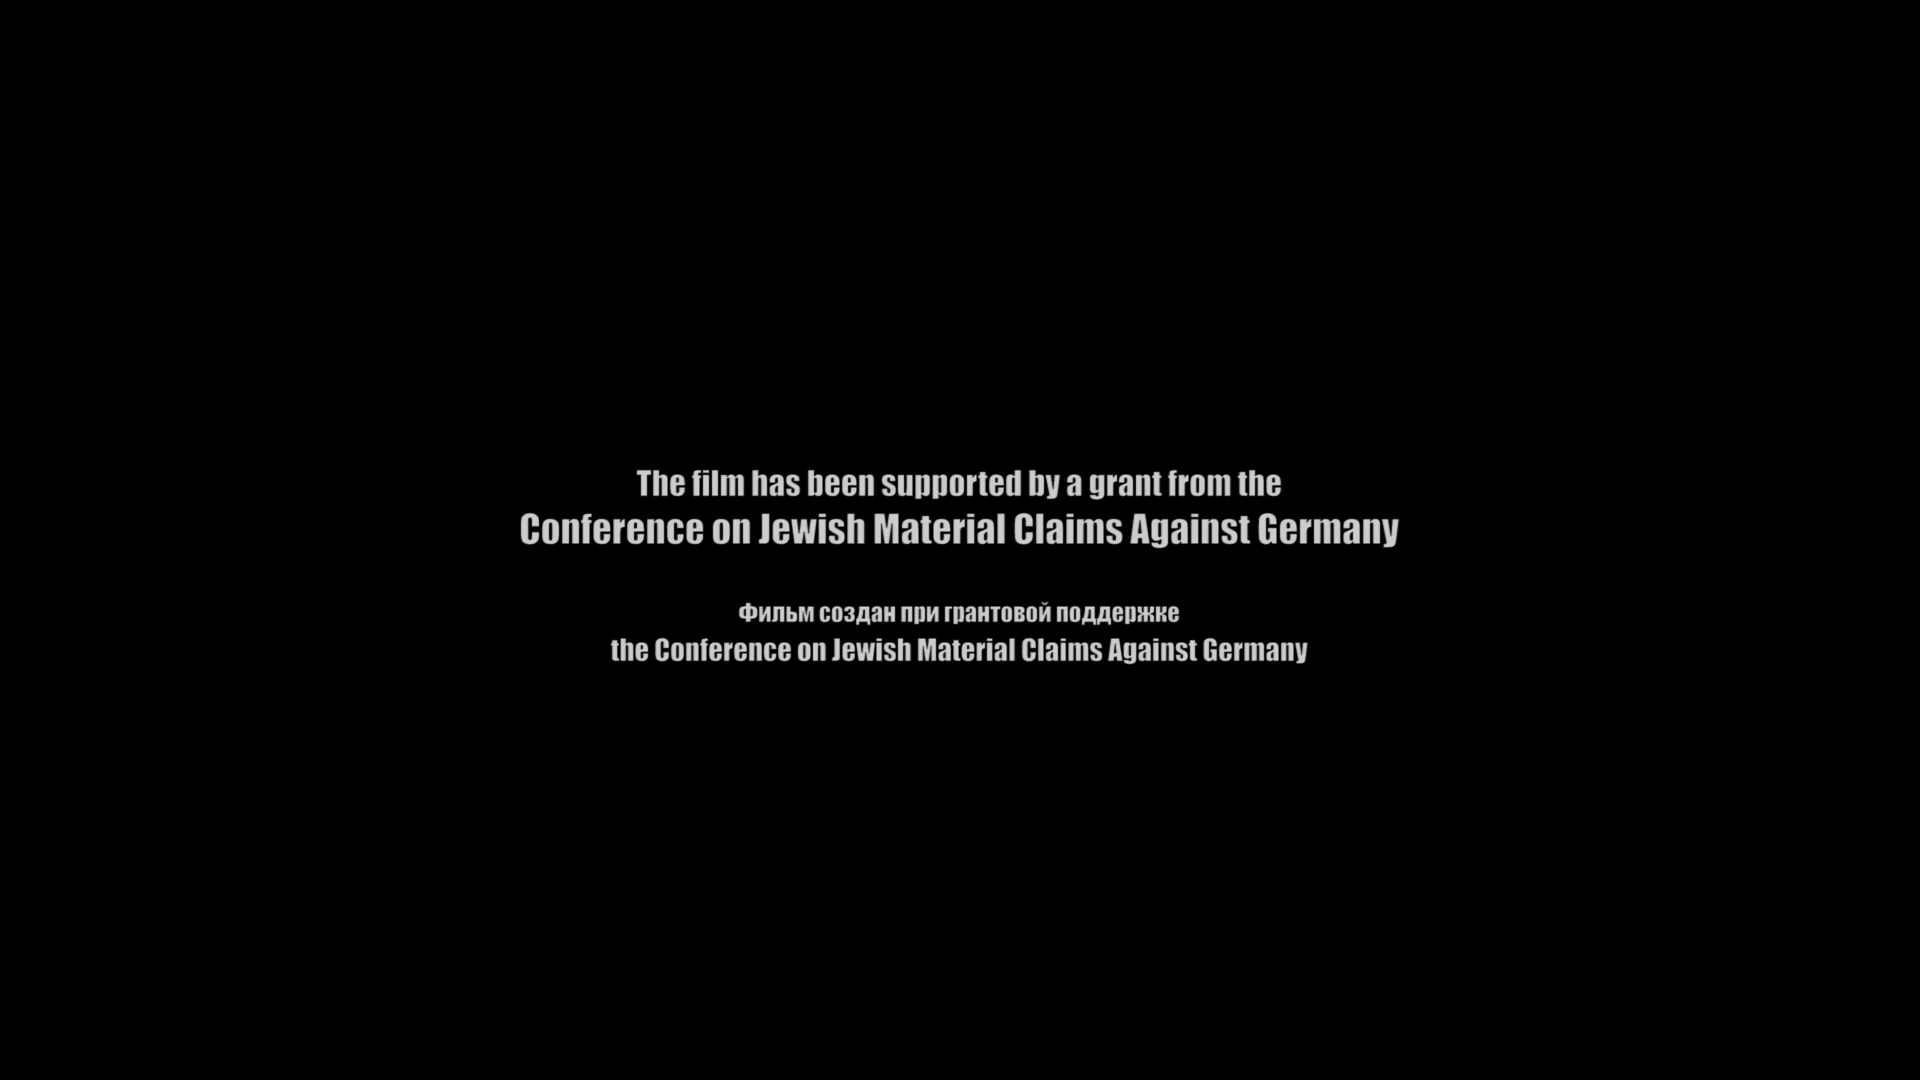 The film has been supported by a grant from the
Conference on Jewish Material Claims Against Germany
Фильм создан при грантовой поддержке
the Conference on Jewish Material Claims Against Germany